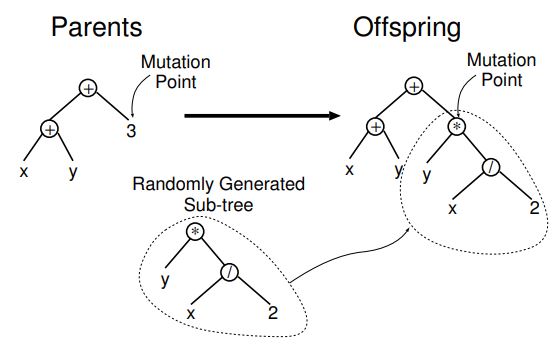 Parents
Offspring
Mutation
Point
Mutation
Point
+
+
3
x
y
+
+
*
x
y
y
/
x
2
Randomly Generated
Sub-tree
*
y
/
x
2